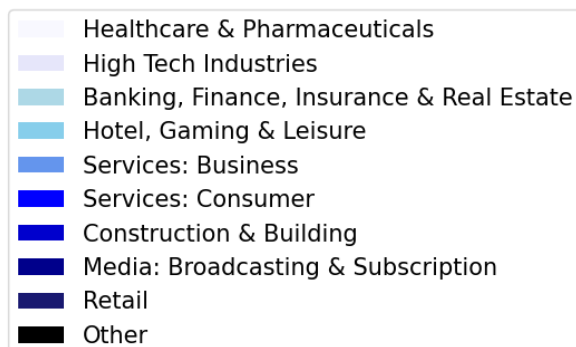 Healthcare & Pharmaceuticals
High Tech Industries
Banking, Finance, Insurance & Real Estate
Hotel, Gaming & Leisure
Services: Business
Services: Consumer
Construction & Building
Media: Broadcasting & Subscription
Retail
Other